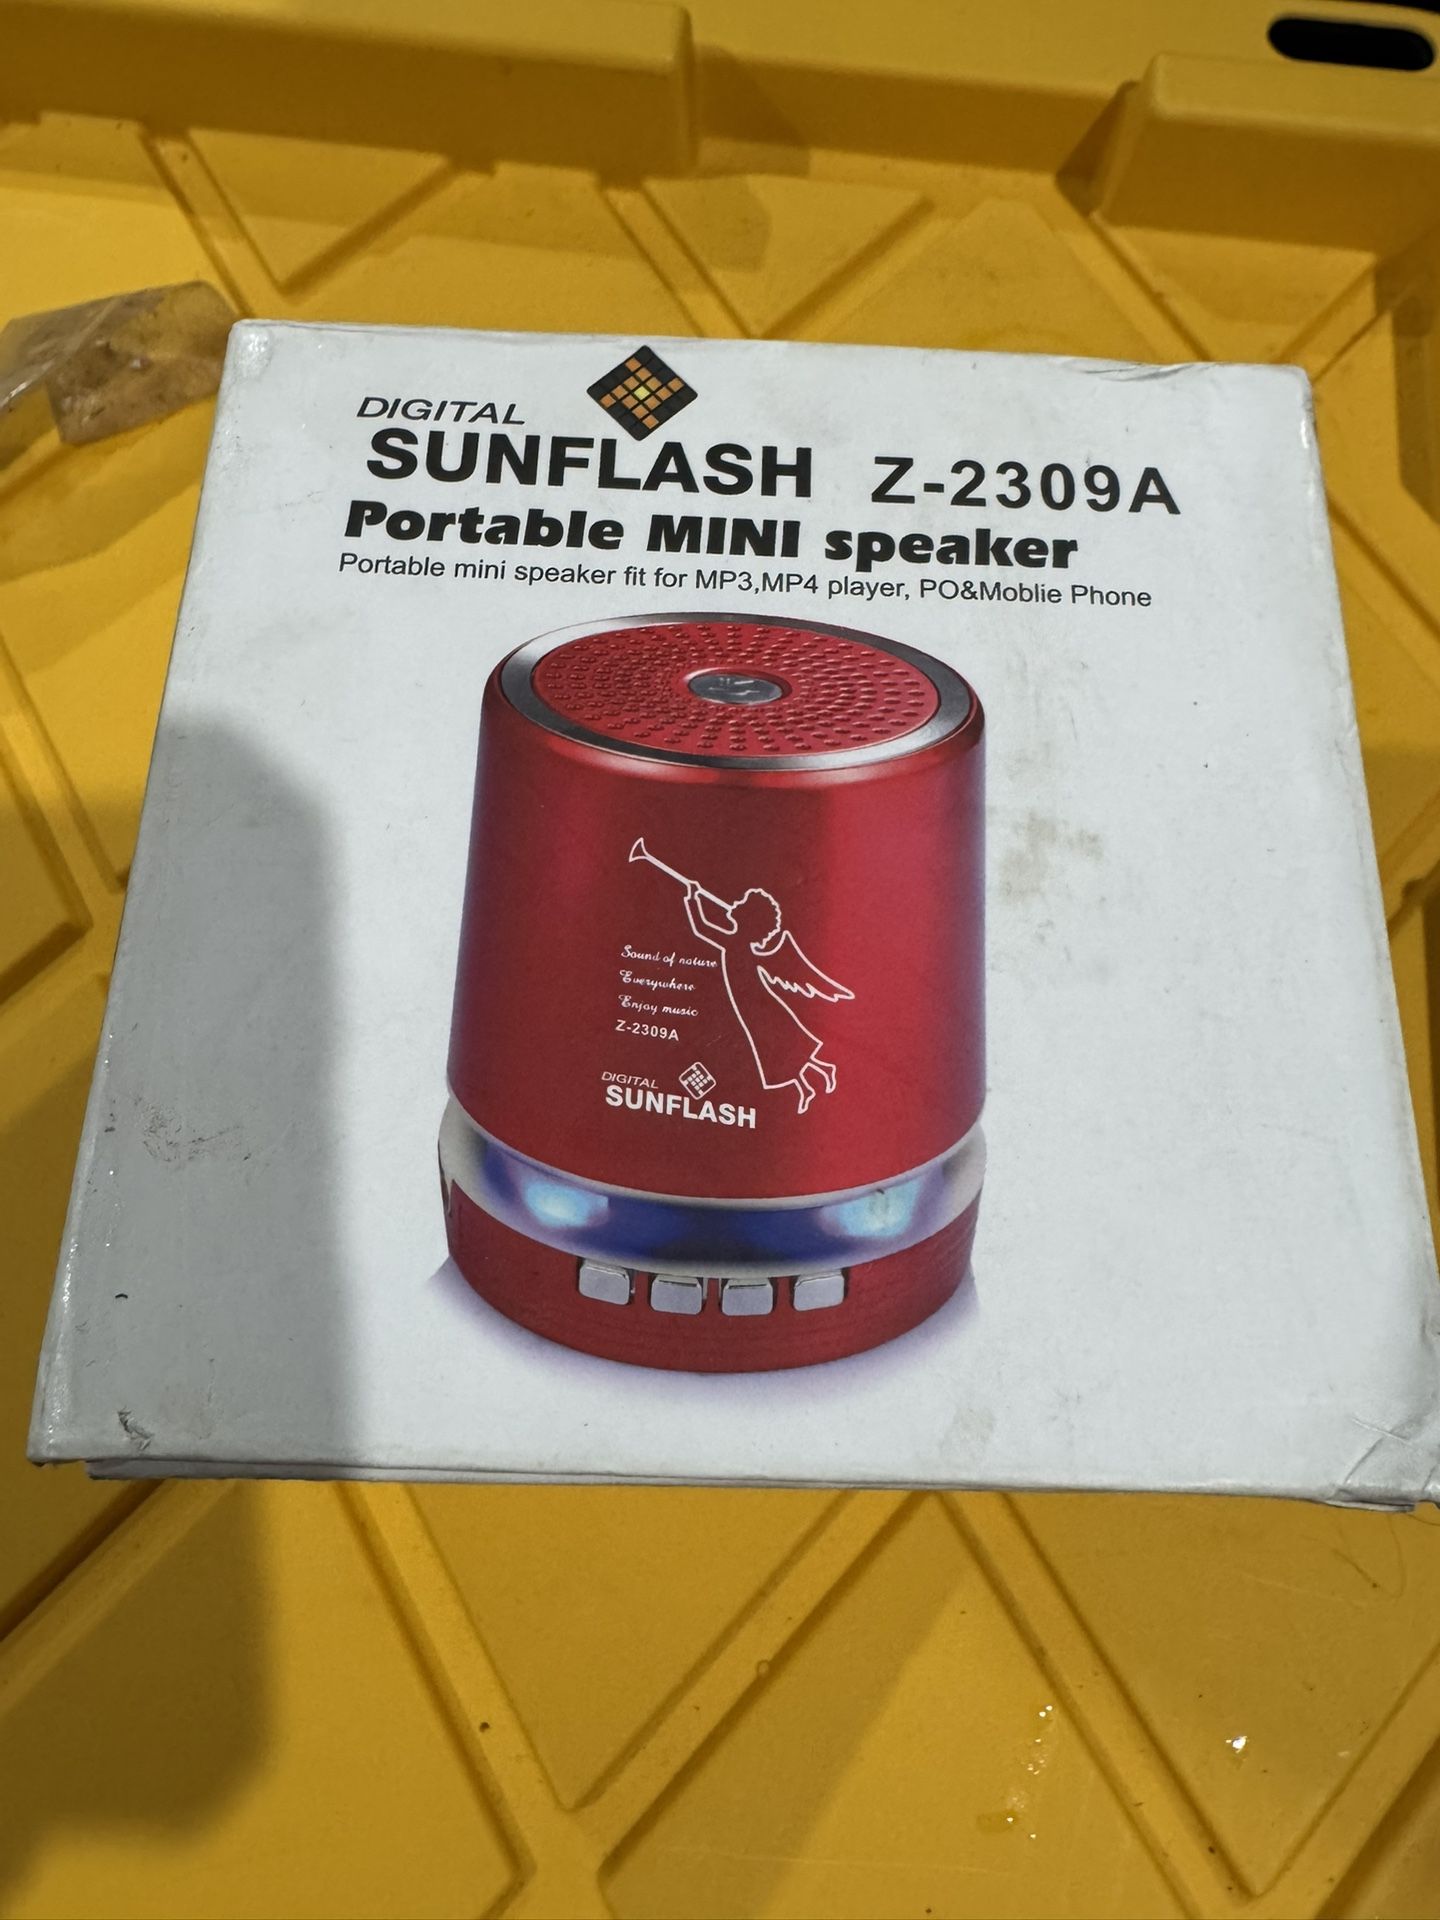 DIGITAL
SUNFLASH Z-2309A
Portable MINI speaker
Portable mini speaker fit for MP3,MP4 player, PO&Moblie Phone
Sound of nature
Everywhere
Enjoy music
Z-2309A
DIGITAL
SUNFLASH